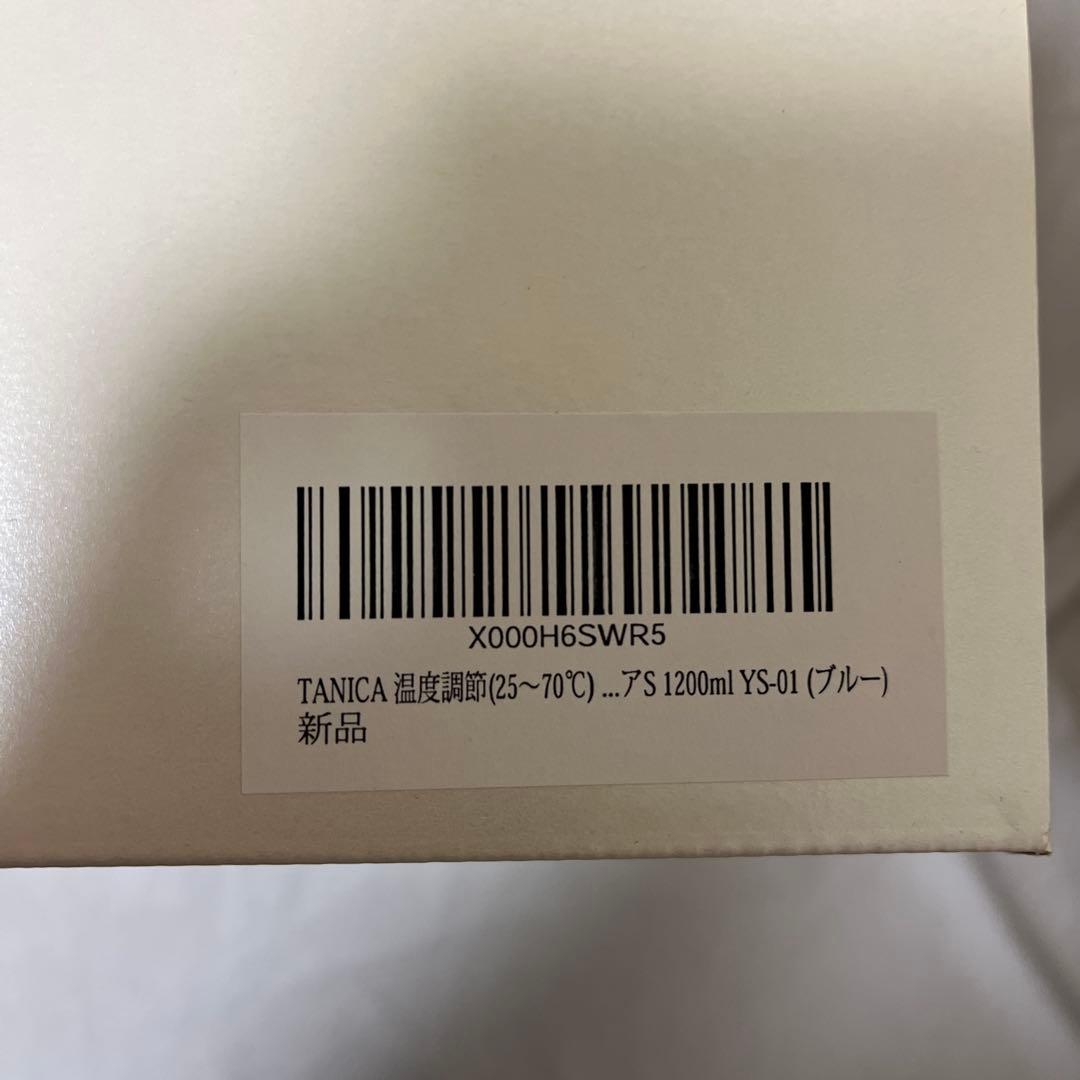 X000H6SWR5
TANICA 温度調節(25～70℃) ...アS 1200ml YS-01 (ブルー)
新品